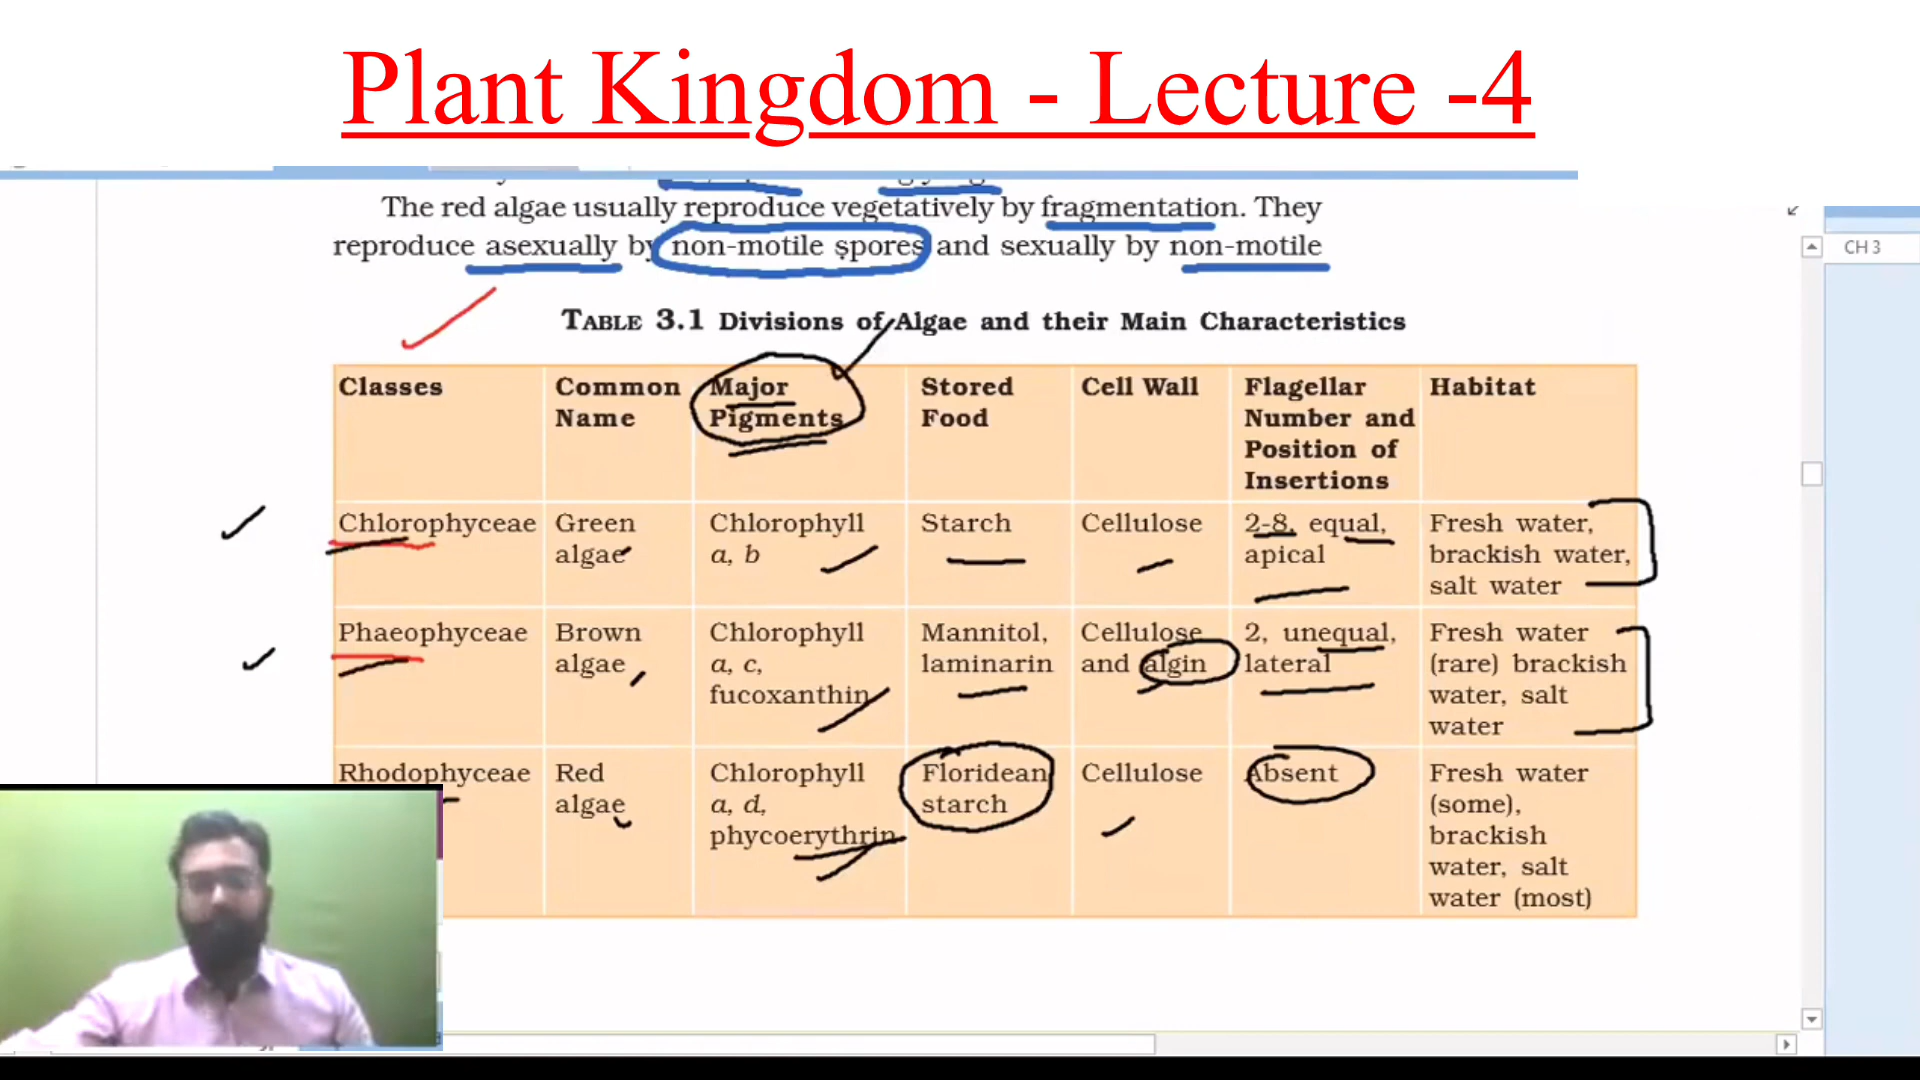 Plant Kingdom - Lecture -4
The red algae usually reproduce vegetatively by fragmentation. They
reproduce asexually by non-motile spores and sexually by non-motile
CH 3
TABLE 3.1 Divisions of Algae and their Main Characteristics
Classes
Common
Name
Major
Pigments
Stored
Food
Cell Wall
Flagellar
Number and
Position of
Insertions
Habitat
Chlorophyceae
Green
algae
Chlorophyll
a, b
Starch
Cellulose
2-8, equal,
apical
Fresh water,
brackish water,
salt water
Phaeophyceae
Brown
algae
Chlorophyll
a, c,
fucoxanthin
Mannitol,
laminarin
Cellulose
and algin
2, unequal,
lateral
Fresh water
(rare) brackish
water, salt
water
Rhodophyceae
Red
algae
Chlorophyll
a, d,
phycoerythrin
Floridean
starch
Cellulose
Absent
Fresh water
(some),
brackish
water, salt
water (most)